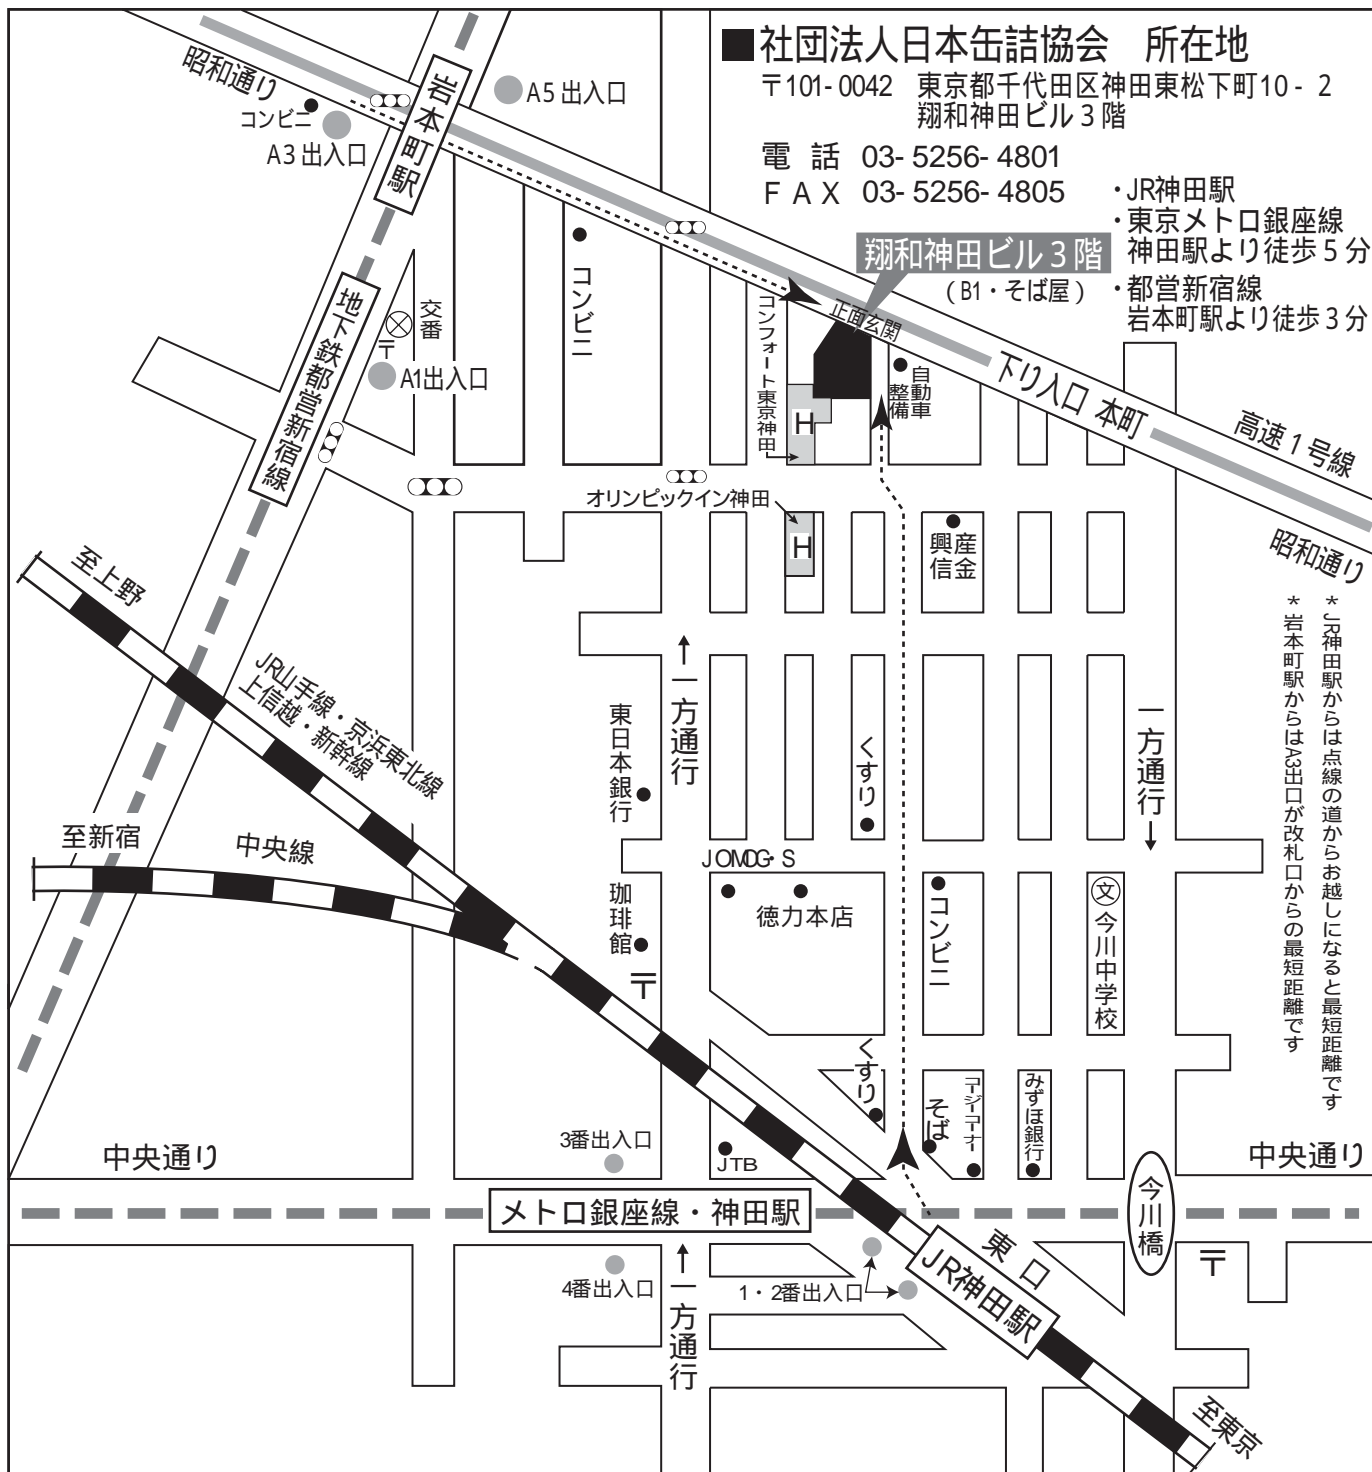 ■社団法人日本缶詰協会　所在地
〒101-0042　東京都千代田区神田東松下町10-2
翔和神田ビル3階
電 話 03-5256-4801
ＦＡＸ 03-5256-4805
・JR神田駅
・東京メトロ銀座線
神田駅より徒歩5分
・都営新宿線
岩本町駅より徒歩3分
翔和神田ビル3階
（B1・そば屋）
昭和通り
コンビニ
A3出入口
岩本町駅
A5出入口
コンビニ
正面玄関
コンフォート東京神田
H
自動車
整備
下り入口 本町
高速1号線
昭和通り
交番
〒
A1出入口
地下鉄都営新宿線
オリンピックイン神田
H
興産
信金
至上野
JR山手線・京浜東北線
上信越・新幹線
至新宿
中央線
東日本銀行
一方通行
くすり
一方通行
JOMOG・S
徳力本店
珈琲館
〒
コンビニ
文
今川中学校
＊JR神田駅からは点線の道からお越しになると最短距離です
＊岩本町駅からはA3出口が改札口からの最短距離です
くすり
そば
コージーコーナー
みずほ銀行
中央通り
3番出入口
JTB
中央通り
メトロ銀座線・神田駅
今川橋
〒
東口
JR神田駅
4番出入口
一方通行
1・2番出入口
至東京